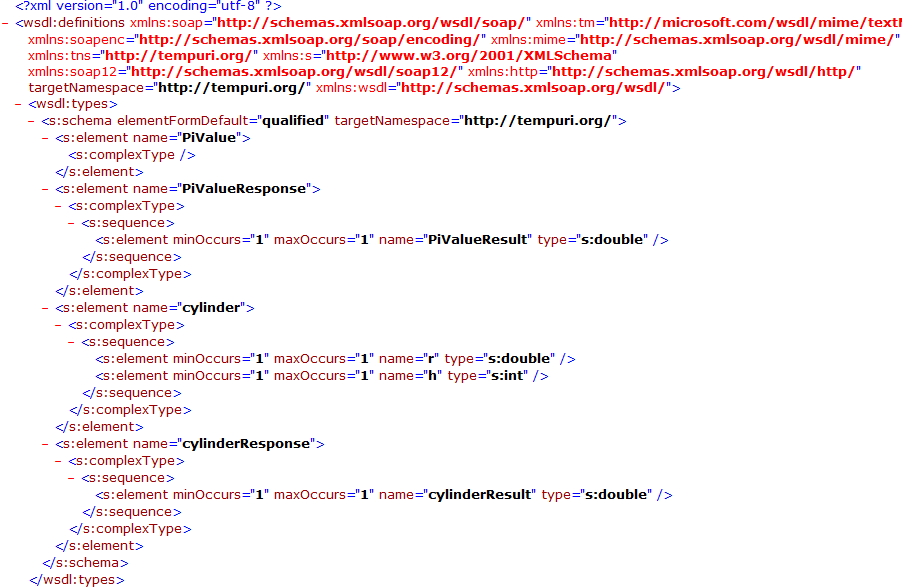 <?xml version="1.0" encoding="utf-8" ?>
- <wsdl:definitions xmlns:soap="http://schemas.xmlsoap.org/wsdl/soap/" xmlns:tm="http://microsoft.com/wsdl/mime/textM
xmlns:soapenc="http://schemas.xmlsoap.org/soap/encoding/" xmlns:mime="http://schemas.xmlsoap.org/wsdl/mime/"
xmlns:tns="http://tempuri.org/" xmlns:s="http://www.w3.org/2001/XMLSchema"
xmlns:soap12="http://schemas.xmlsoap.org/wsdl/soap12/" xmlns:http="http://schemas.xmlsoap.org/wsdl/http/"
targetNamespace="http://tempuri.org/" xmlns:wsdl="http://schemas.xmlsoap.org/wsdl/">
- <wsdl:types>
- <s:schema elementFormDefault="qualified" targetNamespace="http://tempuri.org/">
- <s:element name="PiValue">
<s:complexType />
</s:element>
- <s:element name="PiValueResponse">
- <s:complexType>
- <s:sequence>
<s:element minOccurs="1" maxOccurs="1" name="PiValueResult" type="s:double" />
</s:sequence>
</s:complexType>
</s:element>
- <s:element name="cylinder">
- <s:complexType>
- <s:sequence>
<s:element minOccurs="1" maxOccurs="1" name="r" type="s:double" />
<s:element minOccurs="1" maxOccurs="1" name="h" type="s:int" />
</s:sequence>
</s:complexType>
</s:element>
- <s:element name="cylinderResponse">
- <s:complexType>
- <s:sequence>
<s:element minOccurs="1" maxOccurs="1" name="cylinderResult" type="s:double" />
</s:sequence>
</s:complexType>
</s:element>
</s:schema>
</wsdl:types>